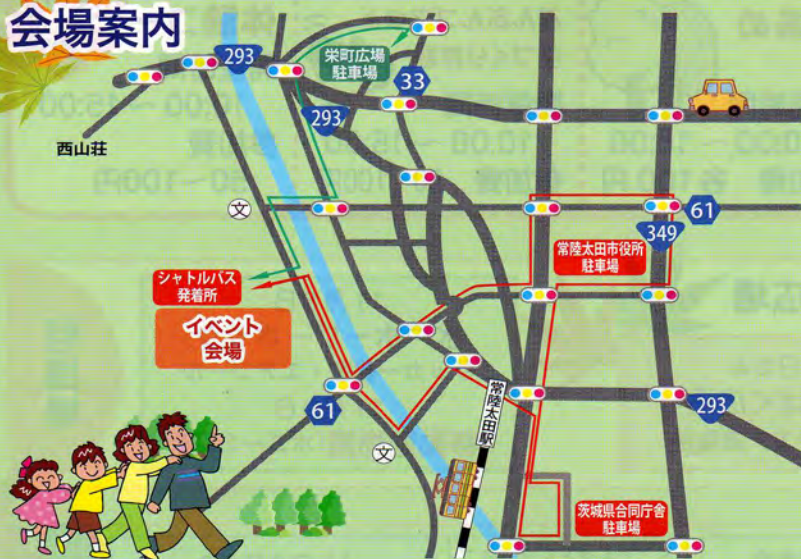 会場案内
293
栄町広場
駐車場
33
293
西山荘
文
61
349
常陸太田市役所
駐車場
シャトルバス
発着所
イベント
会場
61
文
常陸太田駅
293
茨城県合同庁舎
駐車場